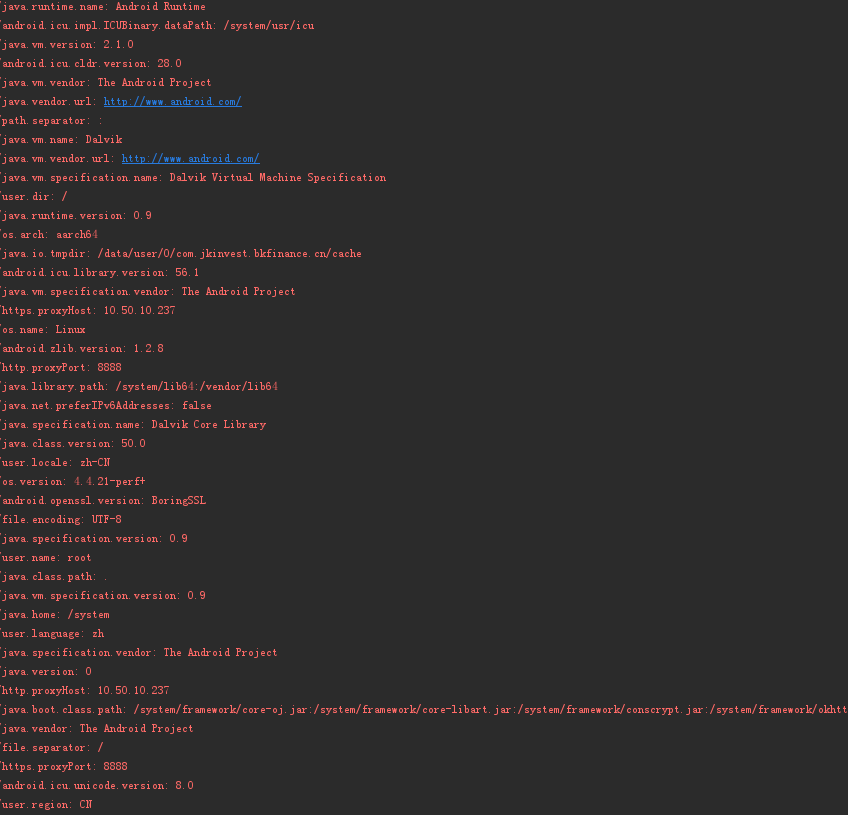 /java.runtime.name: Android Runtime
/android.icu.impl.ICUBinary.dataPath: /system/usr/icu
/java.vm.version: 2.1.0
/android.icu.cldr.version: 28.0
/java.vm.vendor: The Android Project
/java.vendor.url: http://www.android.com/
/path.separator: :
/java.vm.name: Dalvik
/java.vm.vendor.url: http://www.android.com/
/java.vm.specification.name: Dalvik Virtual Machine Specification
/user.dir: /
/java.runtime.version: 0.9
/os.arch: aarch64
/java.io.tmpdir: /data/user/0/com.jkinvest.bkfinance.cn/cache
/android.icu.library.version: 56.1
/java.vm.specification.vendor: The Android Project
/https.proxyHost: 10.50.10.237
/os.name: Linux
/android.zlib.version: 1.2.8
/http.proxyPort: 8888
/java.library.path: /system/lib64:/vendor/lib64
/java.net.preferIPv6Addresses: false
/java.specification.name: Dalvik Core Library
/java.class.version: 50.0
/user.locale: zh-CN
/os.version: 4.4.21-perf+
/android.openssl.version: BoringSSL
/file.encoding: UTF-8
/java.specification.version: 0.9
/user.name: root
/java.class.path: .
/java.vm.specification.version: 0.9
/java.home: /system
/user.language: zh
/java.specification.vendor: The Android Project
/java.version: 0
/http.proxyHost: 10.50.10.237
/java.boot.class.path: /system/framework/core-oj.jar:/system/framework/core-libart.jar:/system/framework/conscrypt.jar:/system/framework/okhtt
/java.vendor: The Android Project
/file.separator: /
/https.proxyPort: 8888
/android.icu.unicode.version: 8.0
/user.region: CN